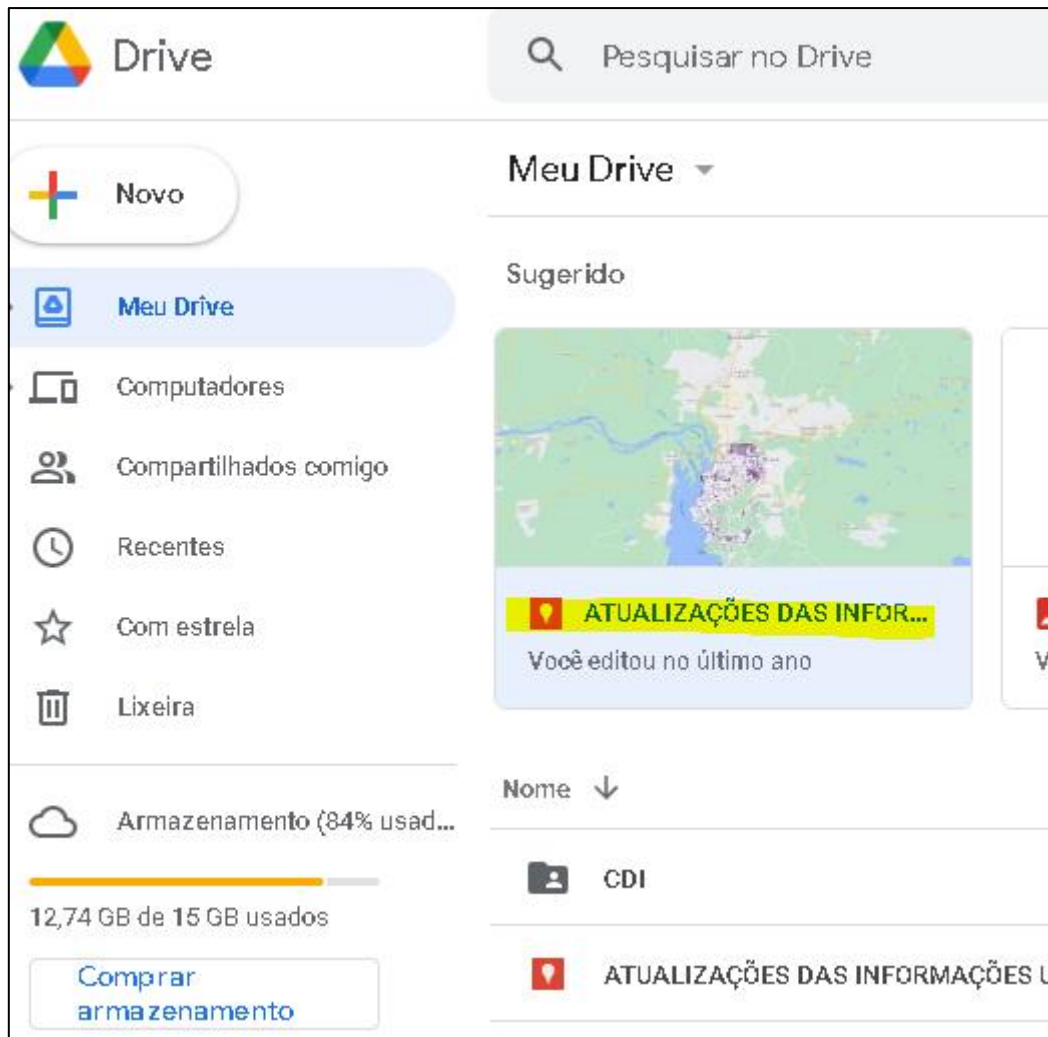 Drive
Pesquisar no Drive
Novo
Meu Drive
Computadores
Compartilhados comigo
Recentes
Com estrela
Lixeira
Armazenamento (84% usad...
12,74 GB de 15 GB usados
Comprar
armazenamento
Meu Drive
Sugerido
ATUALIZAÇÕES DAS INFOR...
Você editou no último ano
V
Nome
CDI
ATUALIZAÇÕES DAS INFORMAÇÕES U